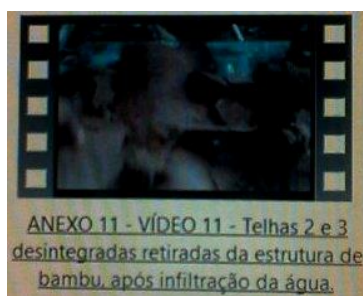 ANEXO 11 - VÍDEO 11 - Telhas 2 e 3
desintegradas retiradas da estrutura de
bambu, após infiltração da água.